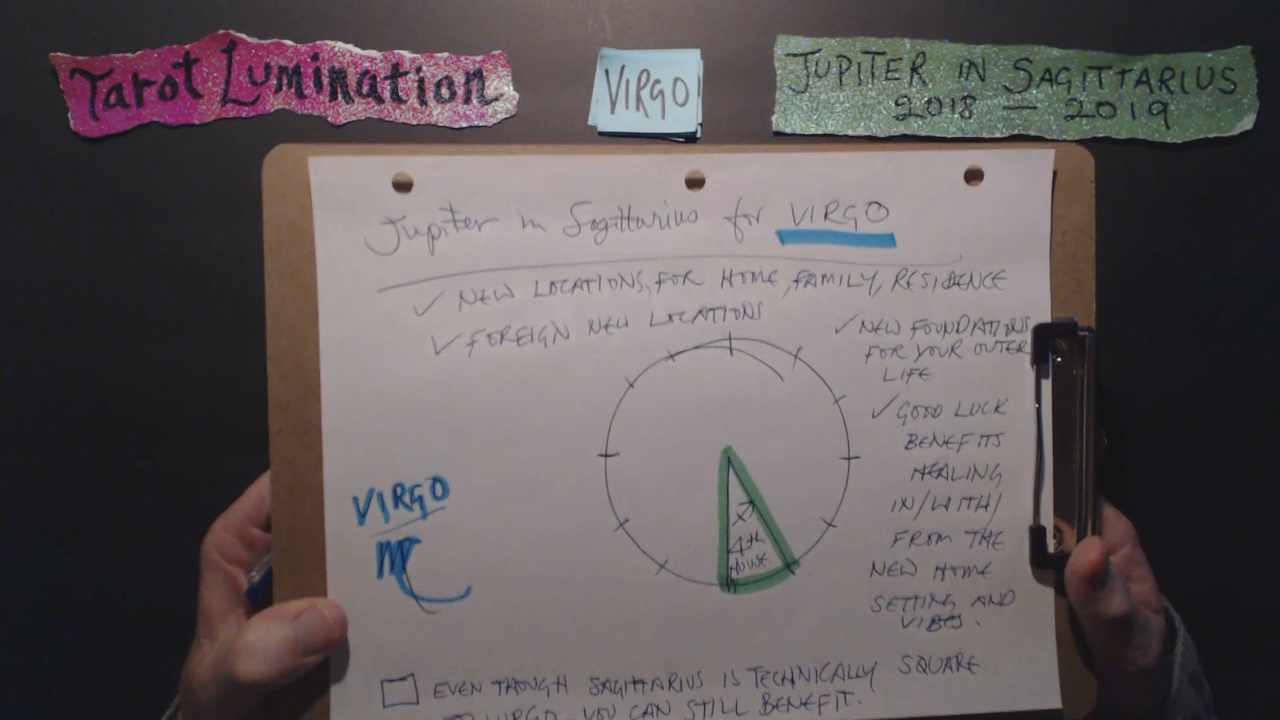 Tarot Lumination
VIRGO
JUPITER IN SAGITTARIUS
2018 — 2019
Jupiter in Sagittarius for VIRGO
✓ NEW LOCATIONS, FOR HOME, FAMILY, RESIDENCE
✓ FOREIGN NEW LOCATIONS
✓ NEW FOUNDATIONS
FOR YOUR OUTER
LIFE
✓ GOOD LUCK
BENEFITS
HEALING
IN/WITH/
FROM THE
NEW HOME
SETTING AND
VIBES.
♐
4th
HOUSE.
VIRGO
♍
EVEN THOUGH SAGITTARIUS IS TECHNICALLY SQUARE
VIRGO YOU CAN STILL BENEFIT.